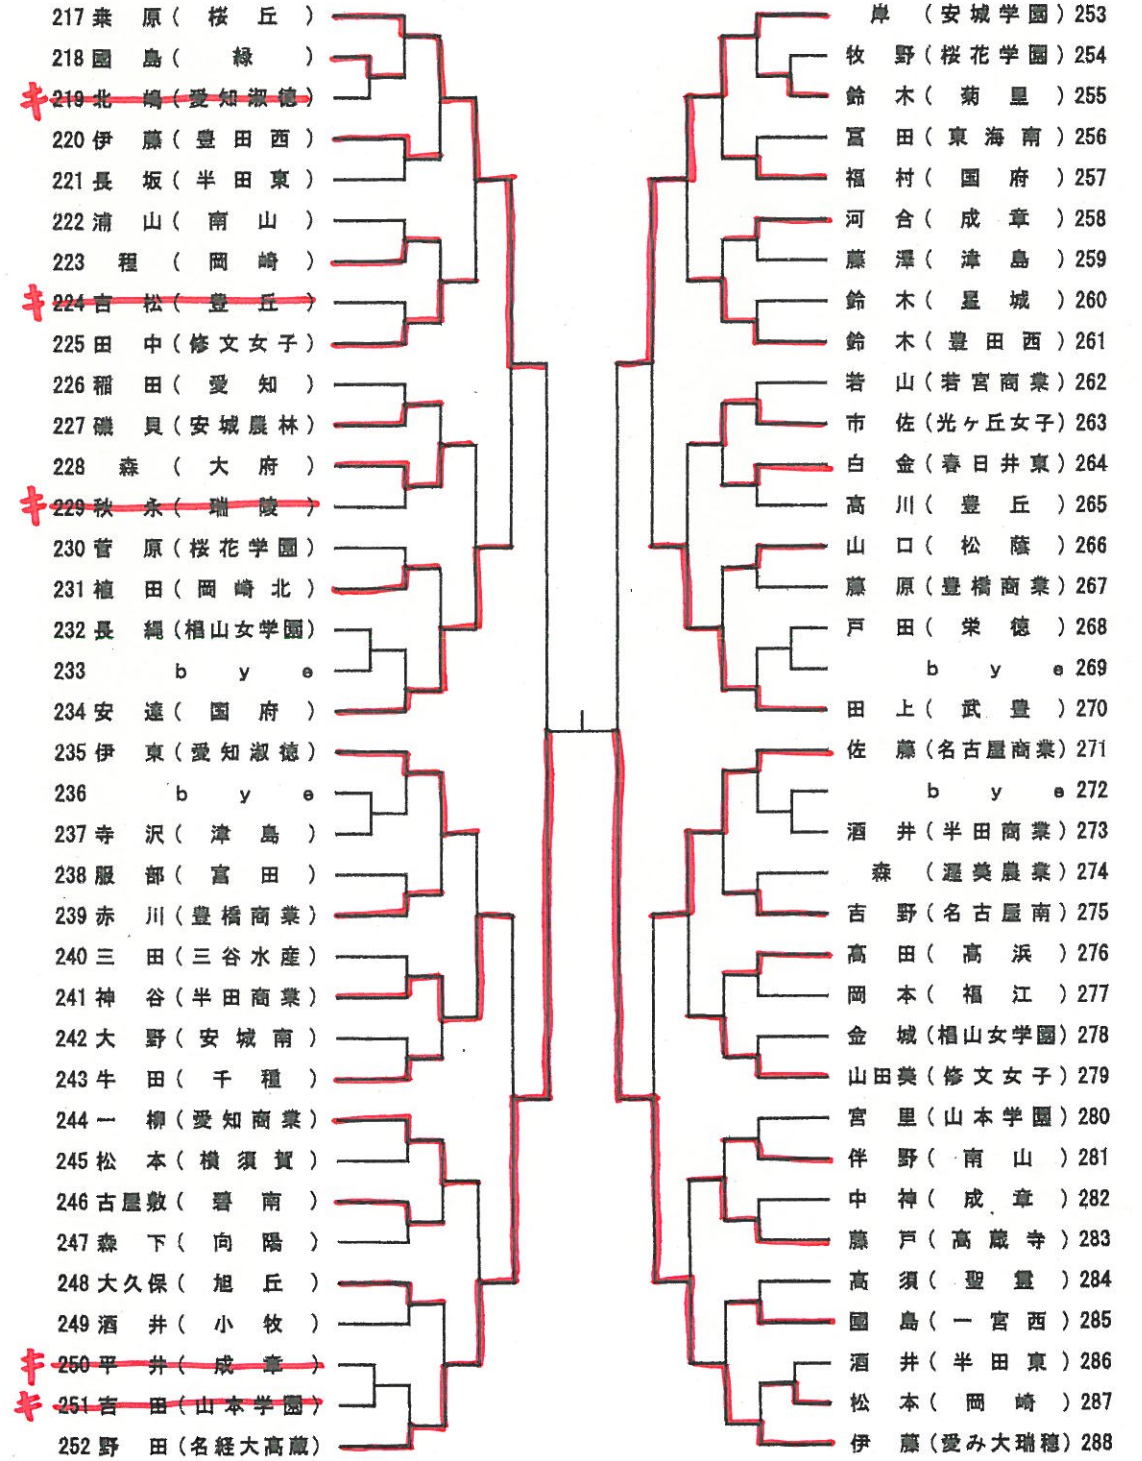 217 桒原(桜丘)
218 國島(緑)
キ 219 北嶋(愛知淑徳)
220 伊藤(豊田西)
221 長坂(半田東)
222 浦山(南山)
223 程(岡崎)
キ 224 吉松(豊丘)
225 田中(修文女子)
226 稲田(愛知)
227 磯貝(安城農林)
228 森(大府)
キ 229 秋永(瑞陵)
230 菅原(桜花学園)
231 植田(岡崎北)
232 長縄(椙山女学園)
233 bye
234 安達(国府)
235 伊東(愛知淑徳)
236 bye
237 寺沢(津島)
238 服部(富田)
239 赤川(豊橋商業)
240 三田(三谷水産)
241 神谷(半田商業)
242 大野(安城南)
243 牛田(千種)
244 一柳(愛知商業)
245 松本(横須賀)
246 古屋敷(碧南)
247 森下(向陽)
248 大久保(旭丘)
249 酒井(小牧)
キ 250 平井(成章)
キ 251 吉田(山本学園)
252 野田(名経大高蔵)
岸(安城学園)253
牧野(桜花学園)254
鈴木(菊里)255
冨田(東海南)256
福村(国府)257
河合(成章)258
藤澤(津島)259
鈴木(星城)260
鈴木(豊田西)261
若山(若宮商業)262
市佐(光ヶ丘女子)263
白金(春日井東)264
高川(豊丘)265
山口(松蔭)266
藤原(豊橋商業)267
戸田(栄徳)268
bye 269
田上(武豊)270
佐藤(名古屋商業)271
bye 272
酒井(半田商業)273
森(渥美農業)274
吉野(名古屋南)275
高田(高浜)276
岡本(福江)277
金城(椙山女学園)278
山田美(修文女子)279
宮里(山本学園)280
伴野(南山)281
中神(成章)282
藤戸(高蔵寺)283
高須(聖霊)284
國島(一宮西)285
酒井(半田東)286
松本(岡崎)287
伊藤(愛み大瑞穂)288